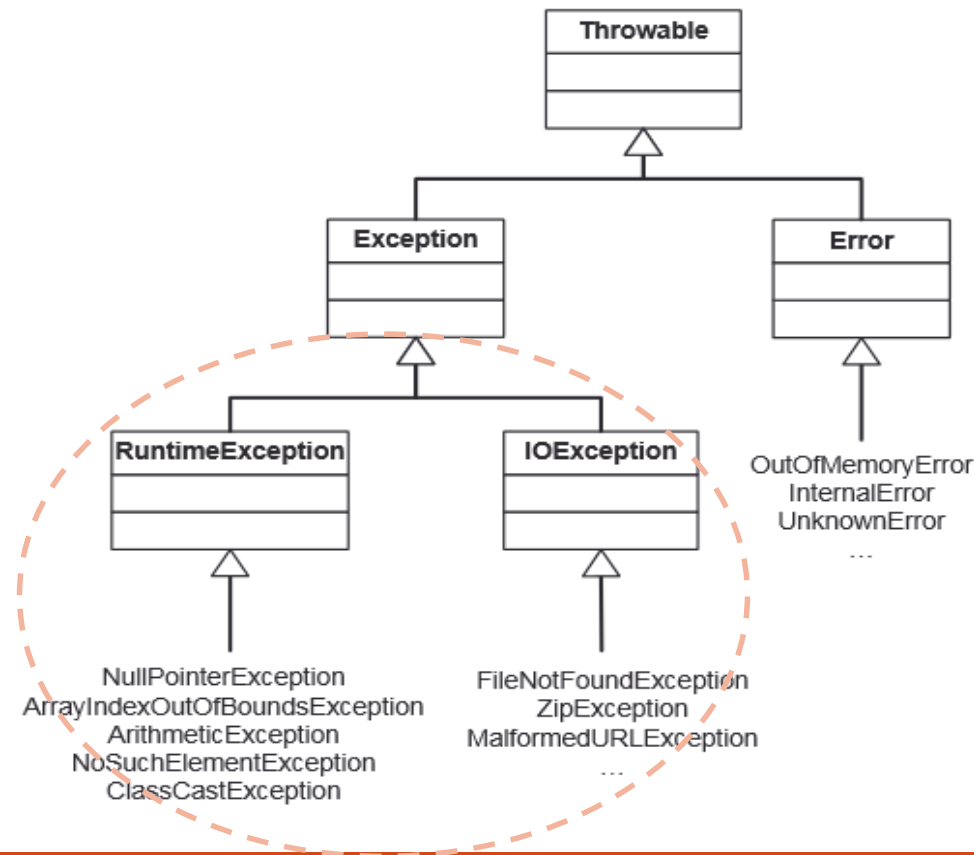 Throwable
Exception
Error
RuntimeException
IOException
OutOfMemoryError
InternalError
UnknownError
...
NullPointerException
ArrayIndexOutOfBoundsException
ArithmeticException
NoSuchElementException
ClassCastException
FileNotFoundException
ZipException
MalformedURLException
...